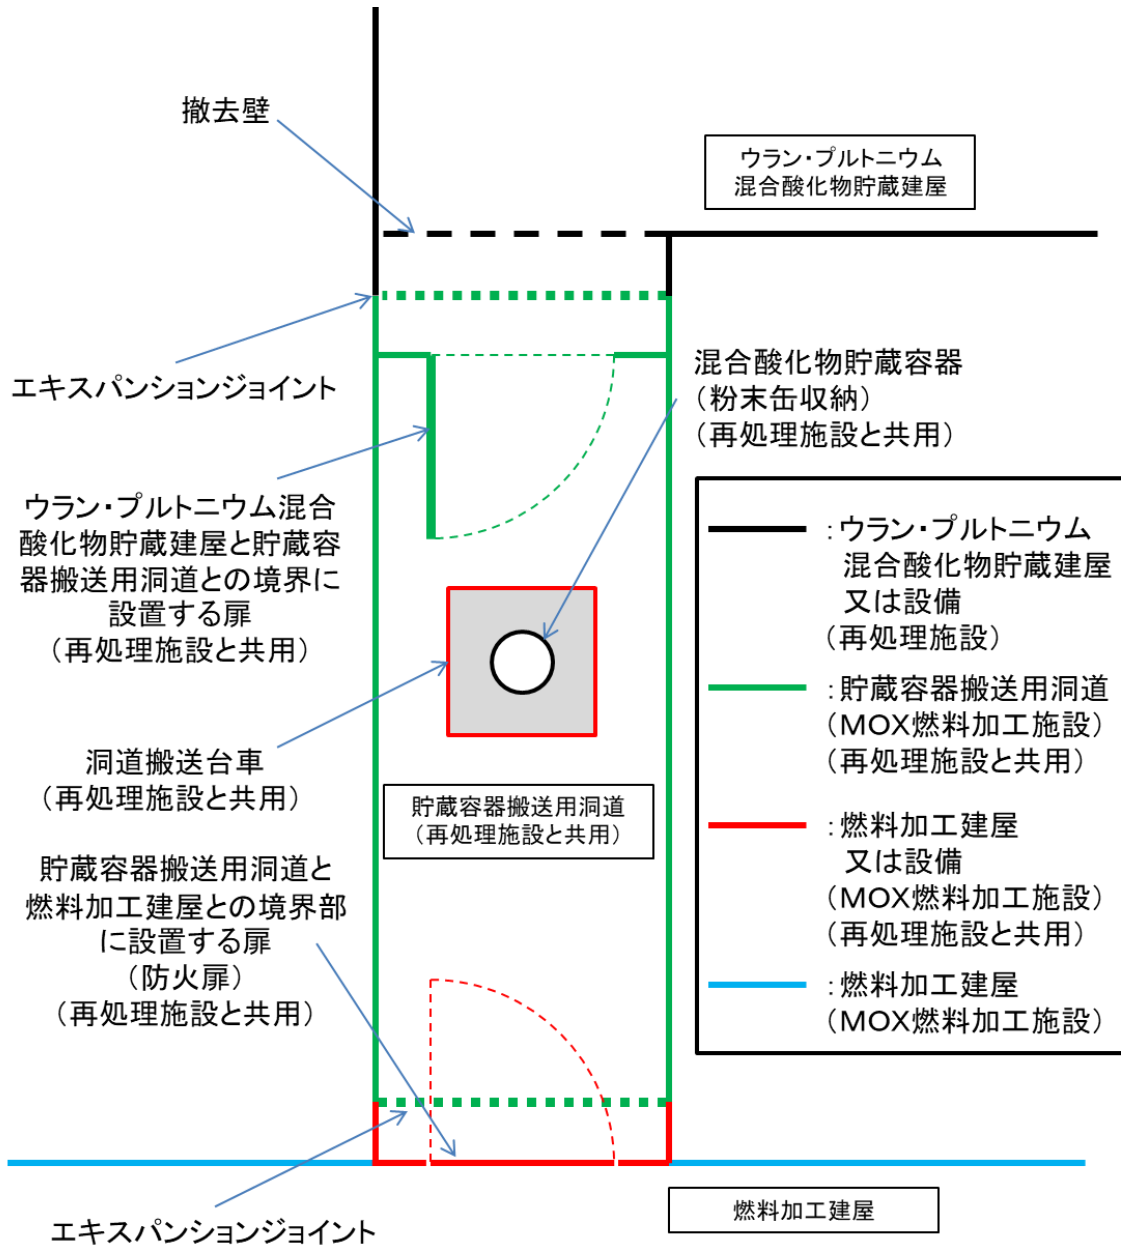 撤去壁
ウラン・プルトニウム
混合酸化物貯蔵建屋
エキスパンションジョイント
混合酸化物貯蔵容器
（粉末缶収納）
（再処理施設と共用）
ウラン・プルトニウム混合
酸化物貯蔵建屋と貯蔵容
器搬送用洞道との境界に
設置する扉
（再処理施設と共用）
洞道搬送台車
（再処理施設と共用）
貯蔵容器搬送用洞道
（再処理施設と共用）
貯蔵容器搬送用洞道と
燃料加工建屋との境界部
に設置する扉
（防火扉）
（再処理施設と共用）
：ウラン・プルトニウム
混合酸化物貯蔵建屋
又は設備
（再処理施設）
：貯蔵容器搬送用洞道
（MOX燃料加工施設）
（再処理施設と共用）
：燃料加工建屋
又は設備
（MOX燃料加工施設）
（再処理施設と共用）
：燃料加工建屋
（MOX燃料加工施設）
エキスパンションジョイント
燃料加工建屋